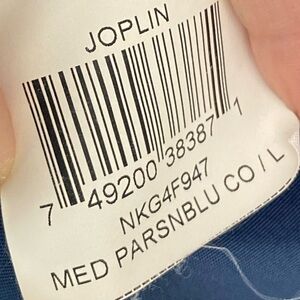 JOPLIN
7 49200 38387 1
NKG4F947
MED PARSNBLU CO / L